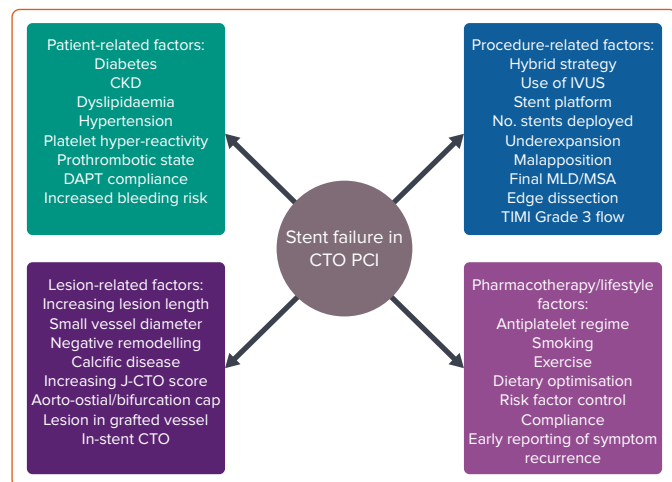 Patient-related factors:
Diabetes
CKD
Dyslipidaemia
Hypertension
Platelet hyper-reactivity
Prothrombotic state
DAPT compliance
Increased bleeding risk
Procedure-related factors:
Hybrid strategy
Use of IVUS
Stent platform
No. stents deployed
Underexpansion
Malapposition
Final MLD/MSA
Edge dissection
TIMI Grade 3 flow
Stent failure in
CTO PCI
Lesion-related factors:
Increasing lesion length
Small vessel diameter
Negative remodelling
Calcific disease
Increasing J-CTO score
Aorto-ostial/bifurcation cap
Lesion in grafted vessel
In-stent CTO
Pharmacotherapy/lifestyle
factors:
Antiplatelet regime
Smoking
Exercise
Dietary optimisation
Risk factor control
Compliance
Early reporting of symptom
recurrence